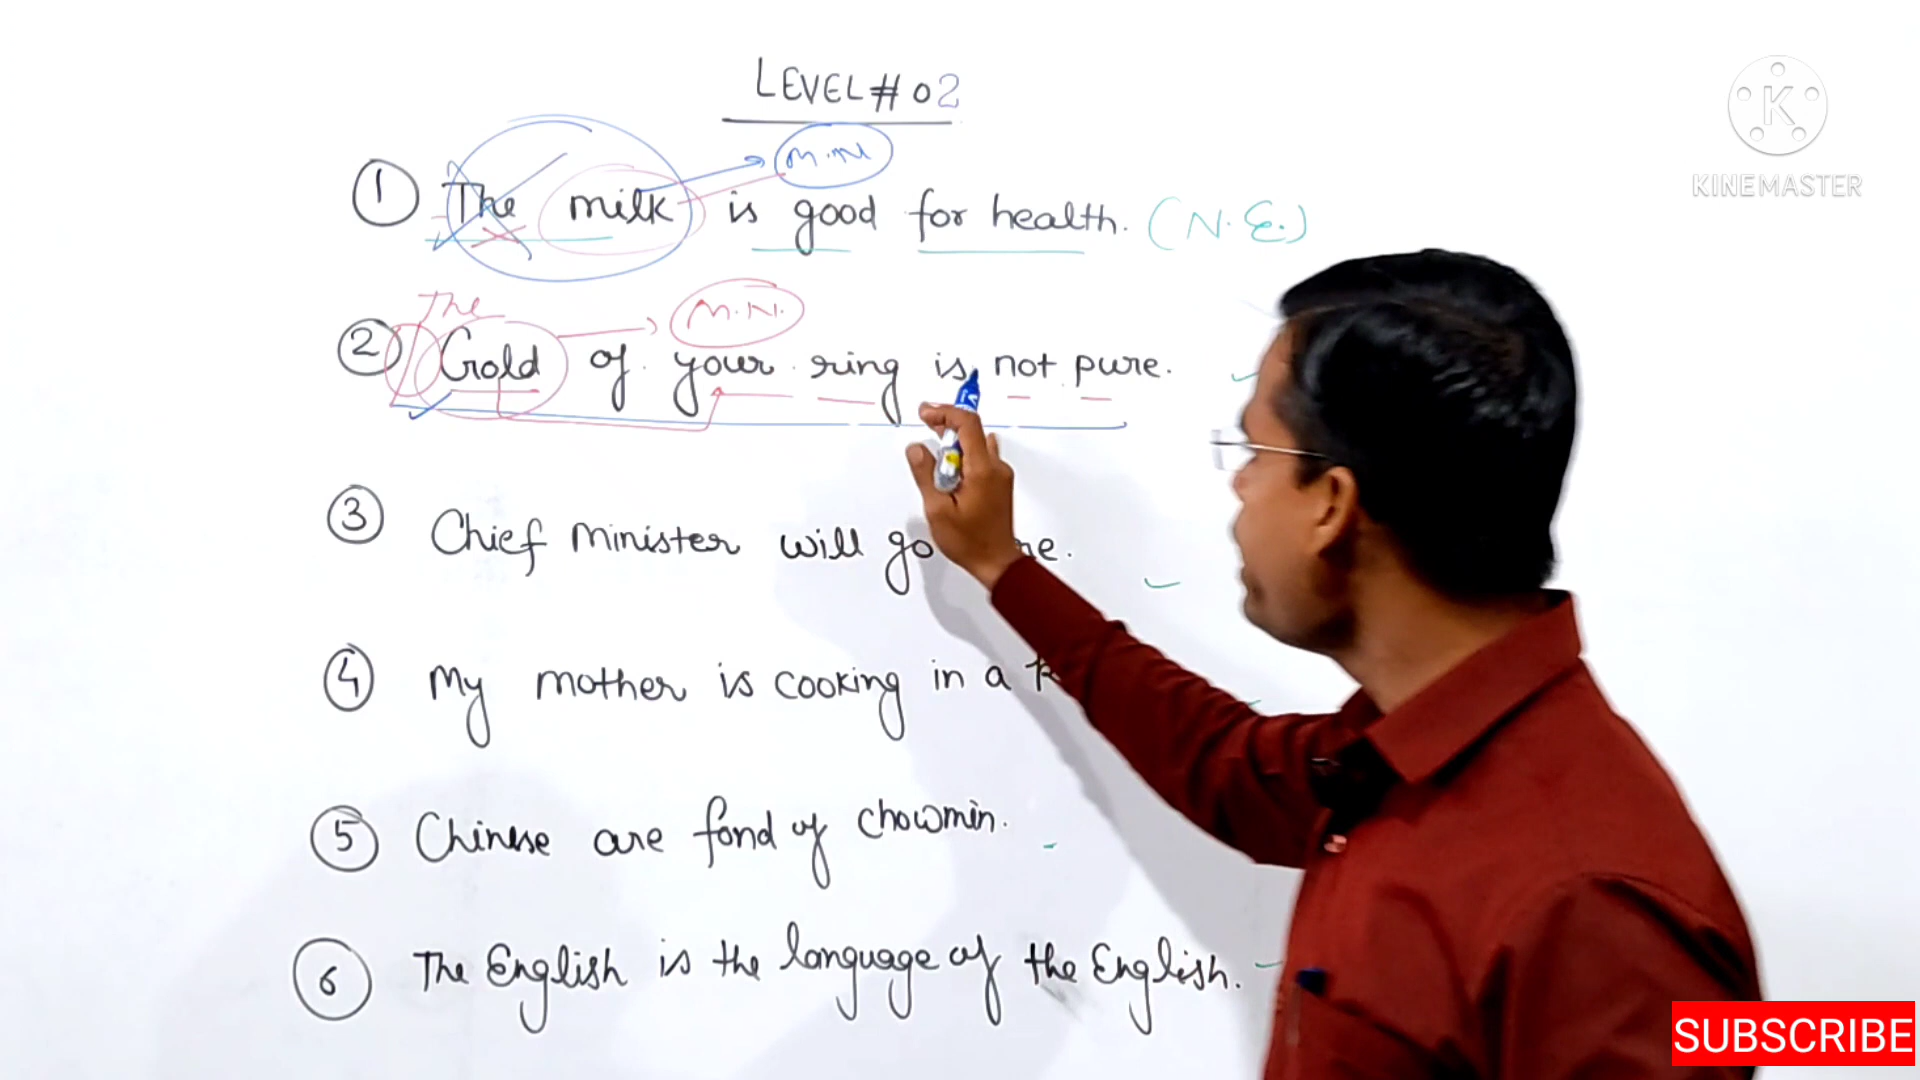 LEVEL # 02
M.N
① The milk is good for health. (N.E.)
The M.N.
② Gold of your ring is not pure.
③ Chief minister will go
④ My mother is cooking in a
⑤ Chinese are fond of chowmin.
⑥ The English is the language of the English.
K
KINEMASTER
SUBSCRIBE